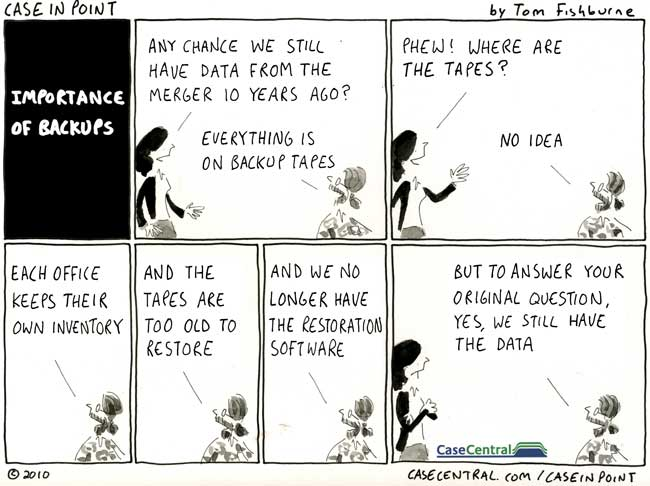 CASE IN POINT
by Tom Fishburne
IMPORTANCE
OF BACKUPS
ANY CHANCE WE STILL
HAVE DATA FROM THE
MERGER 10 YEARS AGO?
EVERYTHING IS
ON BACKUP TAPES
PHEW! WHERE ARE
THE TAPES?
NO IDEA
EACH OFFICE
KEEPS THEIR
OWN INVENTORY
AND THE
TAPES ARE
TOO OLD TO
RESTORE
AND WE NO
LONGER HAVE
THE RESTORATION
SOFTWARE
BUT TO ANSWER YOUR
ORIGINAL QUESTION,
YES, WE STILL HAVE
THE DATA
CaseCentral
© 2010
CASECENTRAL.COM/CASEINPOINT